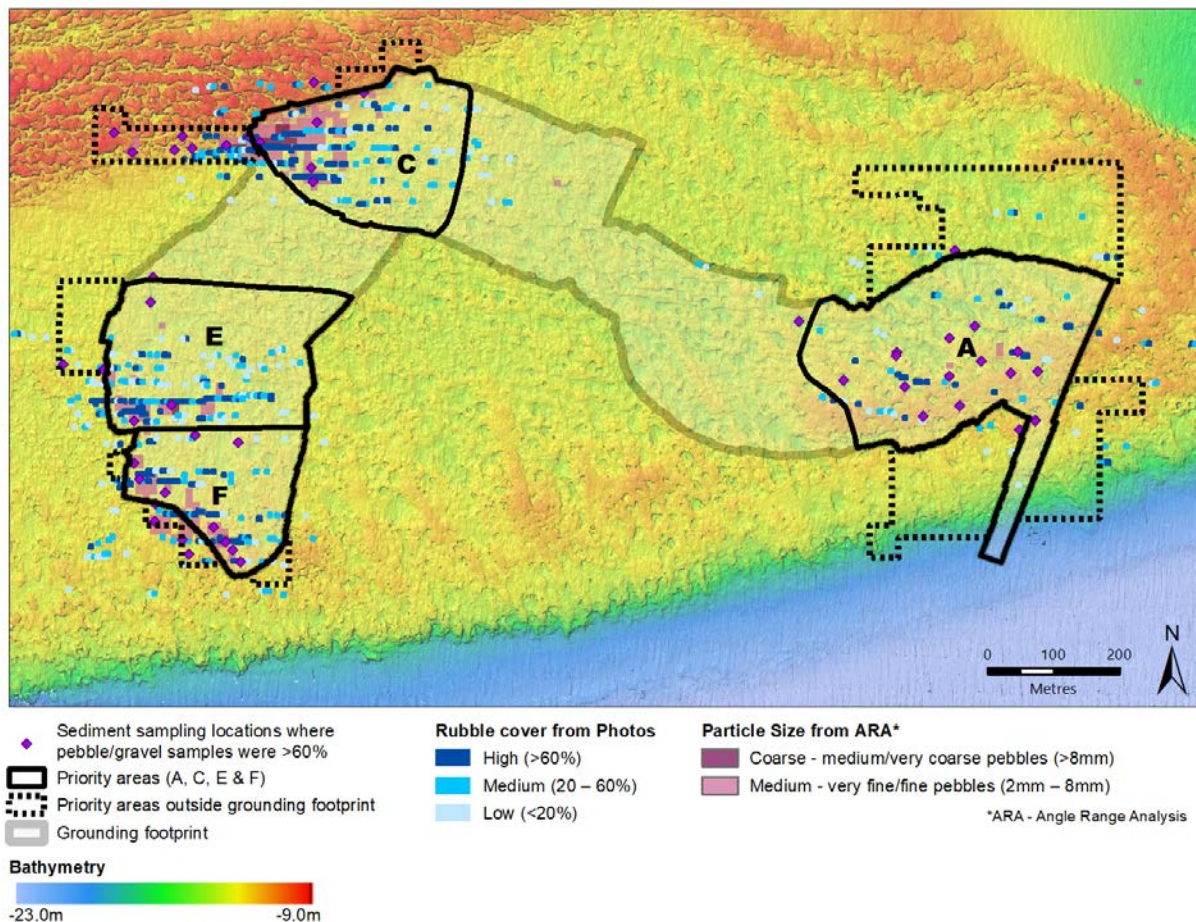 C
E
A
F
N
0 100 200
Metres
Sediment sampling locations where
pebble/gravel samples were >60%
Priority areas (A, C, E & F)
Priority areas outside grounding footprint
Grounding footprint
Rubble cover from Photos
High (>60%)
Medium (20 – 60%)
Low (<20%)
Particle Size from ARA*
Coarse - medium/very coarse pebbles (>8mm)
Medium - very fine/fine pebbles (2mm – 8mm)
*ARA - Angle Range Analysis
Bathymetry
-23.0m -9.0m